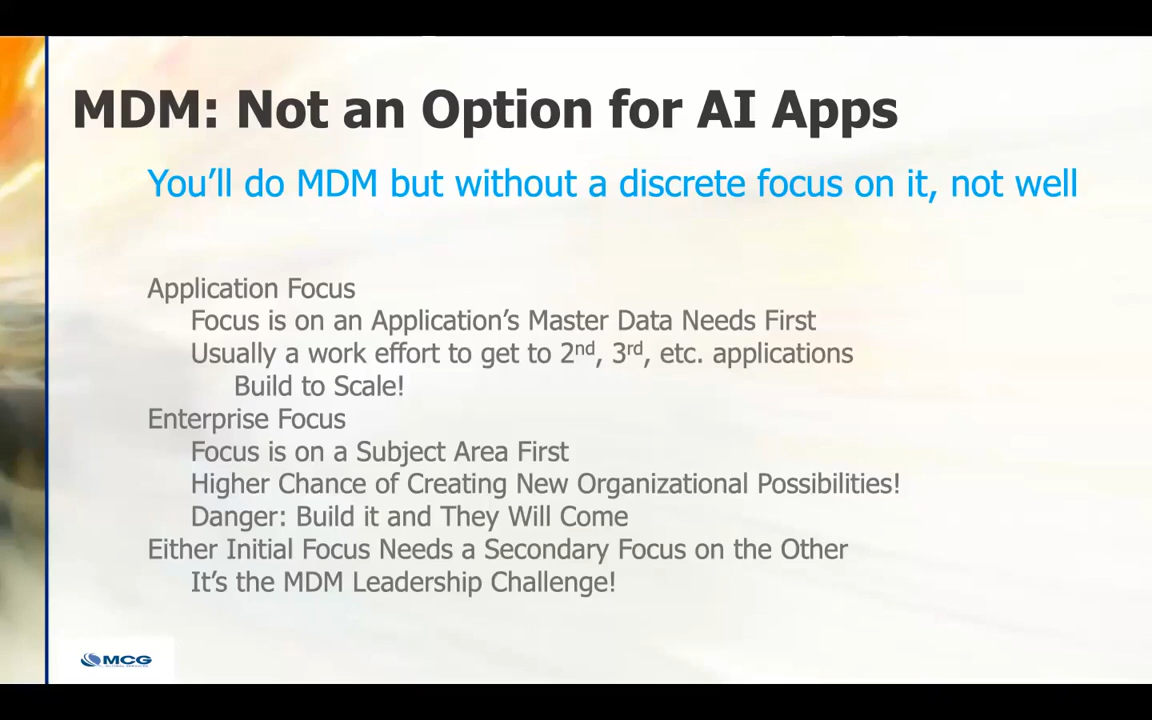 MDM: Not an Option for AI Apps
You’ll do MDM but without a discrete focus on it, not well
Application Focus
Focus is on an Application’s Master Data Needs First
Usually a work effort to get to 2nd, 3rd, etc. applications
Build to Scale!
Enterprise Focus
Focus is on a Subject Area First
Higher Chance of Creating New Organizational Possibilities!
Danger: Build it and They Will Come
Either Initial Focus Needs a Secondary Focus on the Other
It’s the MDM Leadership Challenge!
MCG